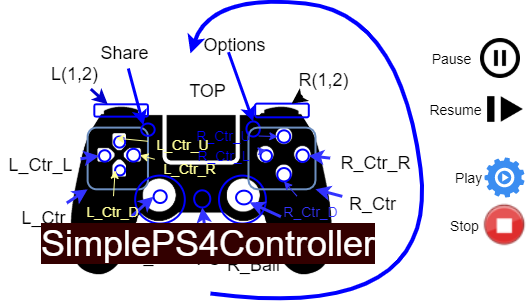 Options
Share
Pause
L(1,2)
R(1,2)
TOP
Resume
R_Ctr_U
L_Ctr_U
L_Ctr_L
L_Ctr_R
R_Ctr_R
Play
L_Ctr
L_Ctr_D
R_Ctr_D
R_Ctr
Stop
SimplePS4Controller
R_Ball